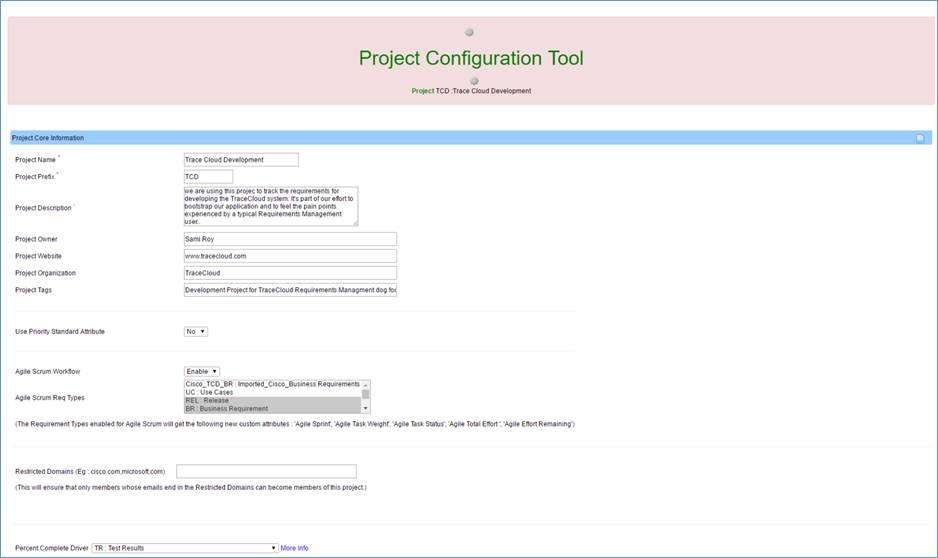 Project Configuration Tool
Project TCD :Trace Cloud Development
Project Core Information
Project Name * Trace Cloud Development
Project Prefix * TCD
Project Description * we are using this projec to track the requirements for
developing the TraceCloud system. It's part of our effort to
bootstrap our application and to feel the pain points
experienced by a typical Requirements Management
user..
Project Owner Sami Roy
Project Website www.tracecloud.com
Project Organization TraceCloud
Project Tags Development Project for TraceCloud Requirements Managment dog foo
Use Priority Standard Attribute No
Agile Scrum Workflow Enable
Agile Scrum Req Types Cisco_TCD_BR : Imported_Cisco_Business Requirements
UC : Use Cases
REL : Release
BR : Business Requirement
(The Requirement Types enabled for Agile Scrum will get the following new custom attributes : 'Agile Sprint', 'Agile Task Weight', 'Agile Task Status', 'Agile Total Effort ', 'Agile Effort Remaining')
Restricted Domains (Eg : cisco.com,microsoft.com)
(This will ensure that only members whose emails end in the Restricted Domains can become members of this project.)
Percent Complete Driver TR : Test Results More Info